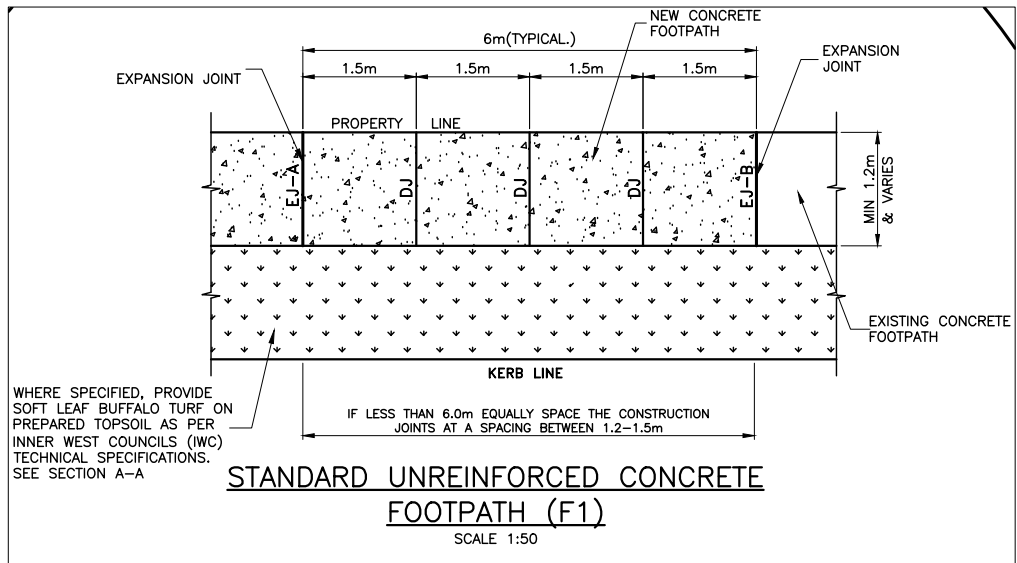 NEW CONCRETE
FOOTPATH
6m(TYPICAL.)
EXPANSION
JOINT
EXPANSION JOINT
1.5m
1.5m
1.5m
1.5m
PROPERTY LINE
EJ-A
DJ
DJ
DJ
EJ-B
MIN 1.2m
& VARIES
EXISTING CONCRETE
FOOTPATH
KERB LINE
WHERE SPECIFIED, PROVIDE
SOFT LEAF BUFFALO TURF ON
PREPARED TOPSOIL AS PER
INNER WEST COUNCILS (IWC)
TECHNICAL SPECIFICATIONS.
SEE SECTION A-A
IF LESS THAN 6.0m EQUALLY SPACE THE CONSTRUCTION
JOINTS AT A SPACING BETWEEN 1.2-1.5m
STANDARD UNREINFORCED CONCRETE
FOOTPATH (F1)
SCALE 1:50